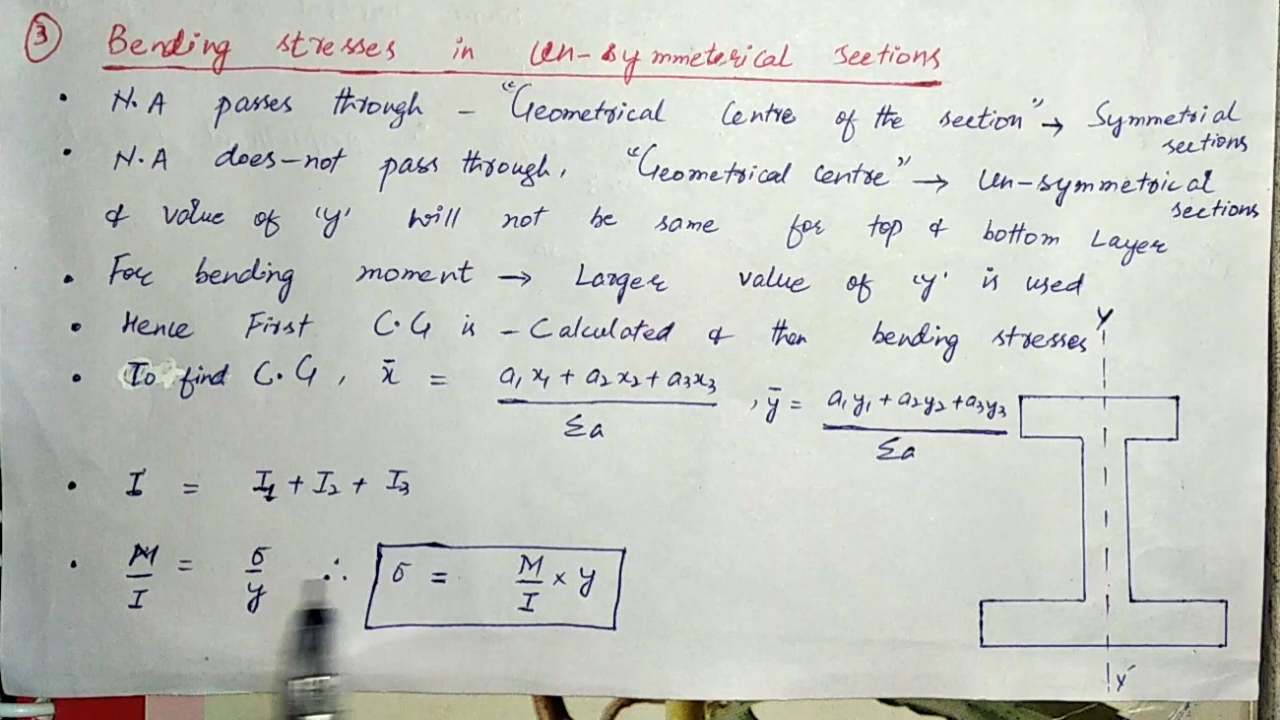 ③ Bending stresses in Un-symmeterical sections
• N.A passes through - "Geometrical Centre of the section" → Symmetrial sections
• N.A does-not pass through, "Geometrical centre" → Un-symmetrical sections
& value of 'y' will not be same for top & bottom Layer
• For bending moment → Larger value of 'y' is used
• Hence First C.G is - Calculated & then bending stresses
• To find C.G, x̄ = a₁x₁ + a₂x₂ + a₃x₃ / Σa , ȳ = a₁y₁ + a₂y₂ + a₃y₃ / Σa
• I = I₁ + I₂ + I₃
• M/I = σ/y ∴ σ = M/I × y
Y
Y